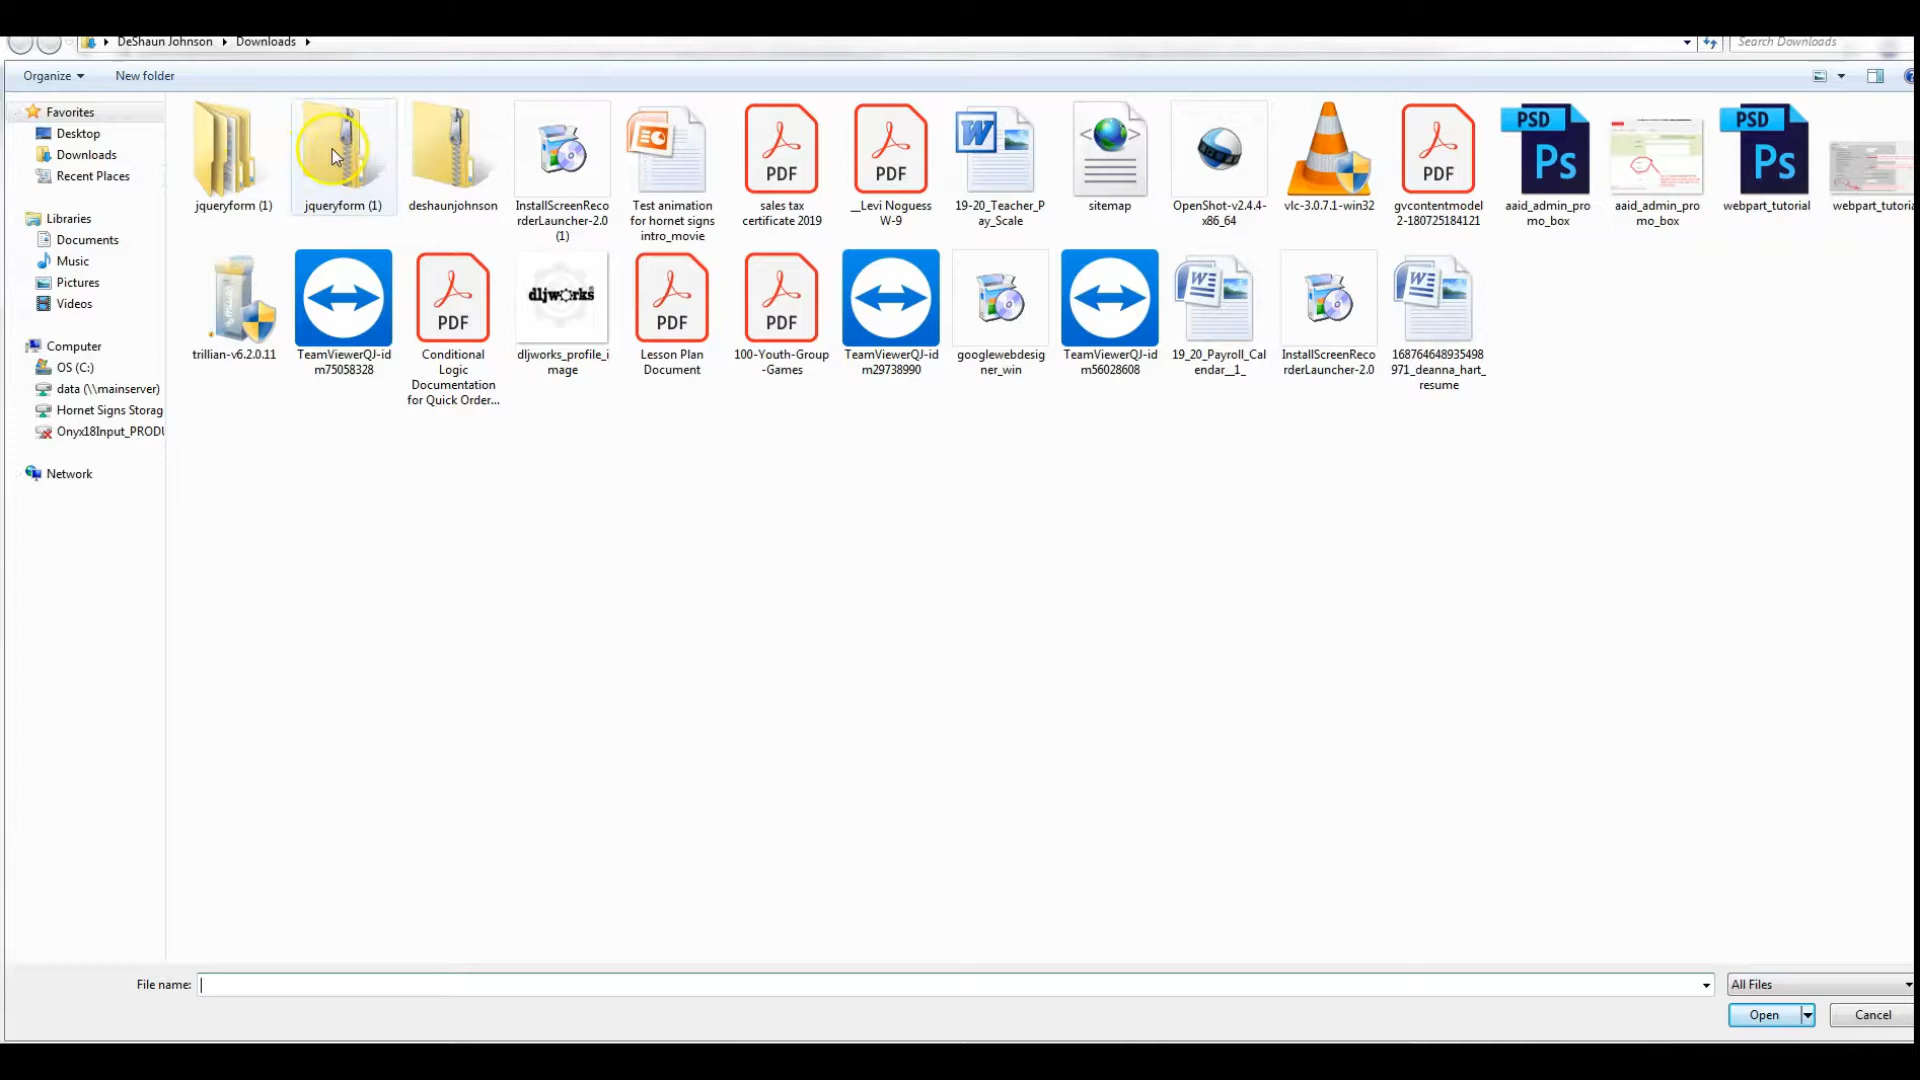 DeShaun Johnson Downloads Search Downloads
Organize New folder
Favorites
Desktop
Downloads
Recent Places
Libraries
Documents
Music
Pictures
Videos
Computer
OS (C:)
data (\\mainserver)
Hornet Signs Storag
Onyx18Input_PRODU
Network
jqueryform (1)
jqueryform (1)
deshaunjohnson
InstallScreenReco
rderLauncher-2.0
(1)
Test animation
for hornet signs
intro_movie
PDF
sales tax
certificate 2019
PDF
__Levi Noguess
W-9
19-20_Teacher_P
ay_Scale
sitemap
OpenShot-v2.4.4-
x86_64
vlc-3.0.7.1-win32
PDF
gvcontentmodel
2-180725184121
PSD
Ps
aaid_admin_pro
mo_box
aaid_admin_pro
mo_box
PSD
Ps
webpart_tutorial
webpart_tutoria
trillian-v6.2.0.11
TeamViewerQJ-id
m75058328
PDF
Conditional
Logic
Documentation
for Quick Order...
dljworks
dljworks_profile_i
mage
PDF
Lesson Plan
Document
PDF
100-Youth-Group
-Games
TeamViewerQJ-id
m29738990
googlewebdesig
ner_win
TeamViewerQJ-id
m56028608
19_20_Payroll_Cal
endar__1_
InstallScreenReco
rderLauncher-2.0
168764648935498
971_deanna_hart_
resume
File name: All Files
Open Cancel